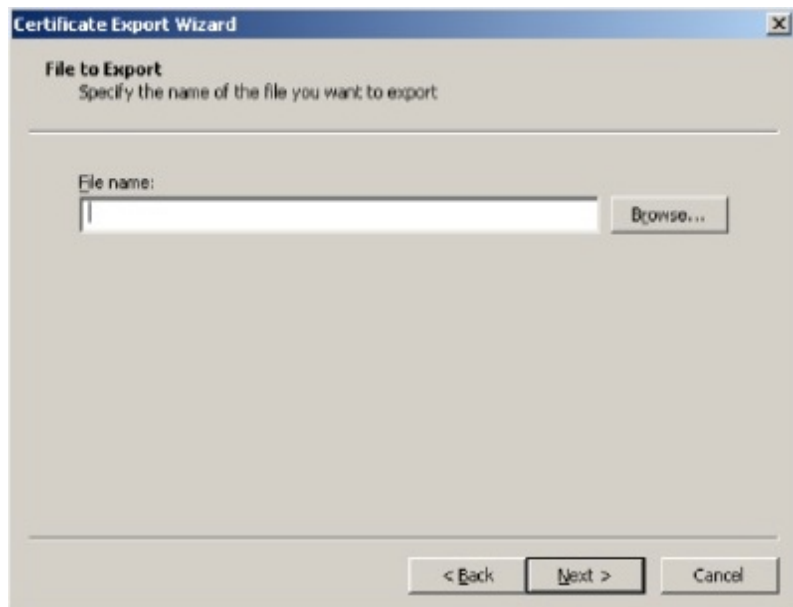 Certificate Export Wizard
File to Export
Specify the name of the file you want to export
File name:
Browse...
< Back
Next >
Cancel